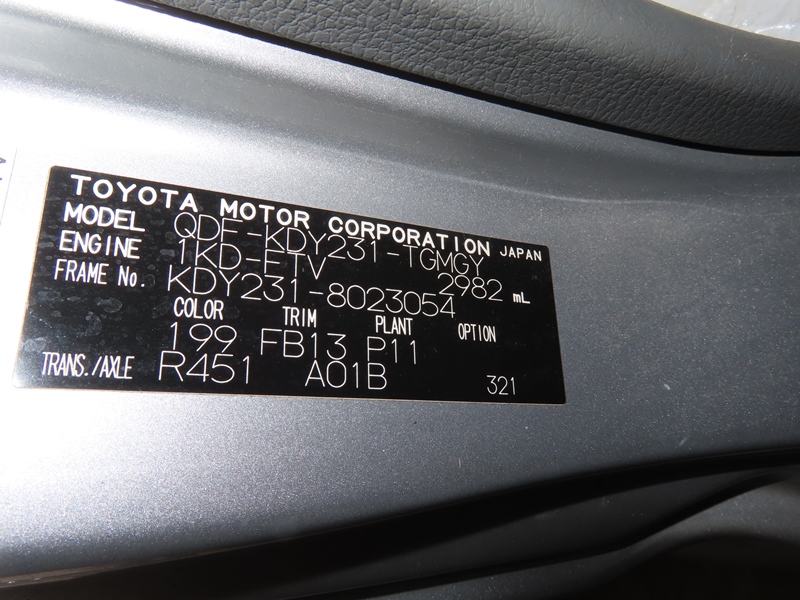 TOYOTA MOTOR CORPORATION JAPAN
MODEL QDF-KDY231-TGMGY
ENGINE 1KD-FTV 2982 mL
FRAME No. KDY231-8023054
COLOR TRIM PLANT OPTION
199 FB13 P11
TRANS./AXLE R451 A01B 321